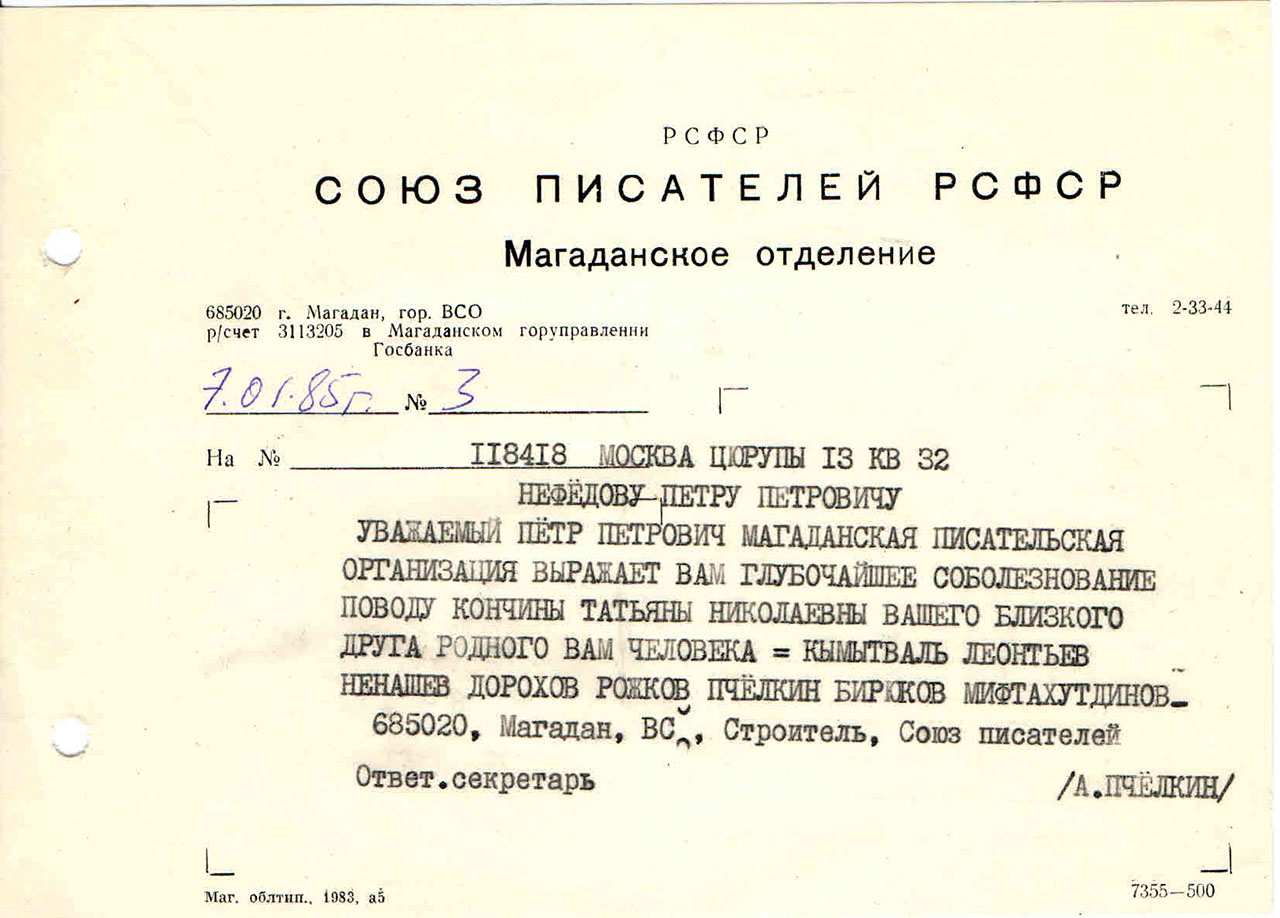 РСФСР
СОЮЗ ПИСАТЕЛЕЙ РСФСР
Магаданское отделение
685020 г. Магадан, гор. ВСО
тел. 2-33-44
р/счет 3113205 в Магаданском горуправлении
Госбанка
7.01.85г. № 3
На № 118418 МОСКВА ЦЮРУПЫ 13 КВ 32
НЕФЁДОВУ ПЕТРУ ПЕТРОВИЧУ
УВАЖАЕМЫЙ ПЁТР ПЕТРОВИЧ МАГАДАНСКАЯ ПИСАТЕЛЬСКАЯ
ОРГАНИЗАЦИЯ ВЫРАЖАЕТ ВАМ ГЛУБОЧАЙШЕЕ СОБОЛЕЗНОВАНИЕ
ПОВОДУ КОНЧИНЫ ТАТЬЯНЫ НИКОЛАЕВНЫ ВАШЕГО БЛИЗКОГО
ДРУГА РОДНОГО ВАМ ЧЕЛОВЕКА = КЫМЫТВАЛЬ ЛЕОНТЬЕВ
НЕНАШЕВ ДОРОХОВ РОЖКОВ ПЧЁЛКИН БИРЮКОВ МИФТАХУТДИНОВ-
685020, Магадан, ВСО, Строитель, Союз писателей
Ответ.секретарь /А.ПЧЁЛКИН/
Маг. облтип., 1983, а5
7355—500